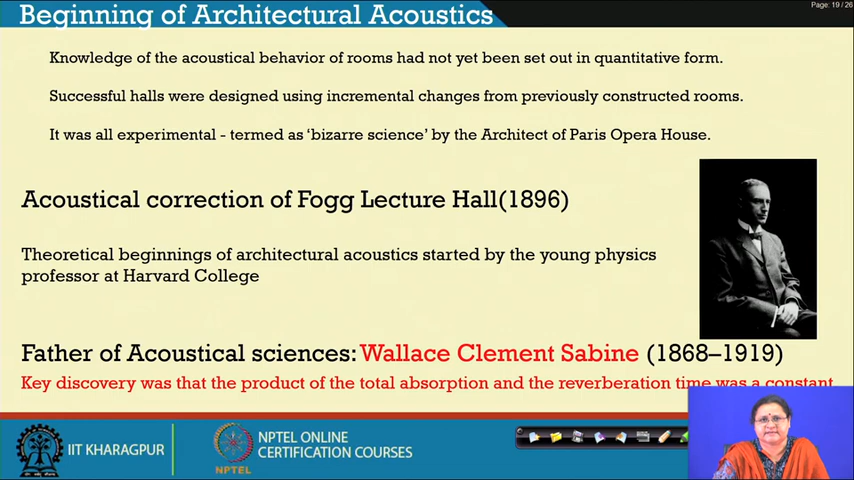 Page: 19 / 26
Beginning of Architectural Acoustics
Knowledge of the acoustical behavior of rooms had not yet been set out in quantitative form.
Successful halls were designed using incremental changes from previously constructed rooms.
It was all experimental - termed as ‘bizarre science’ by the Architect of Paris Opera House.
Acoustical correction of Fogg Lecture Hall(1896)
Theoretical beginnings of architectural acoustics started by the young physics
professor at Harvard College
Father of Acoustical sciences: Wallace Clement Sabine (1868–1919)
Key discovery was that the product of the total absorption and the reverberation time was a constant
IIT KHARAGPUR
NPTEL
NPTEL ONLINE
CERTIFICATION COURSES